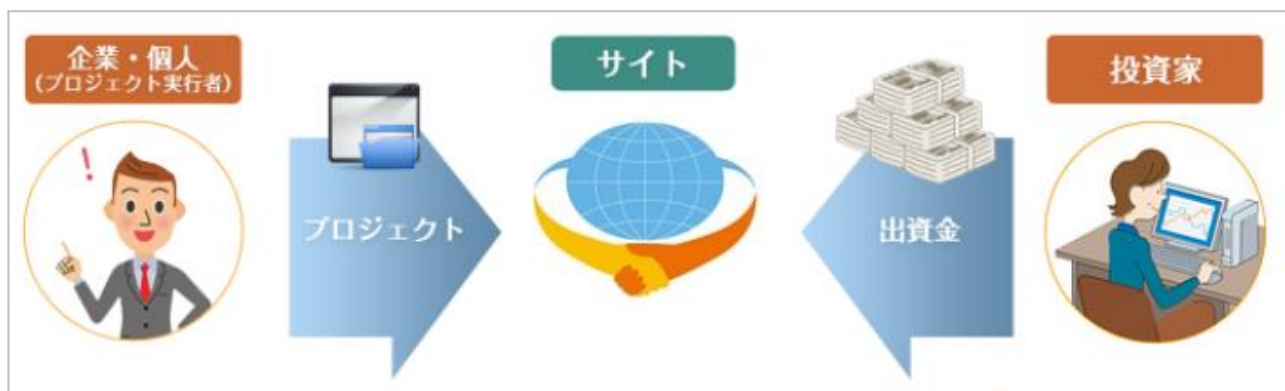 企業・個人
(プロジェクト実行者)
サイト
投資家
プロジェクト
出資金